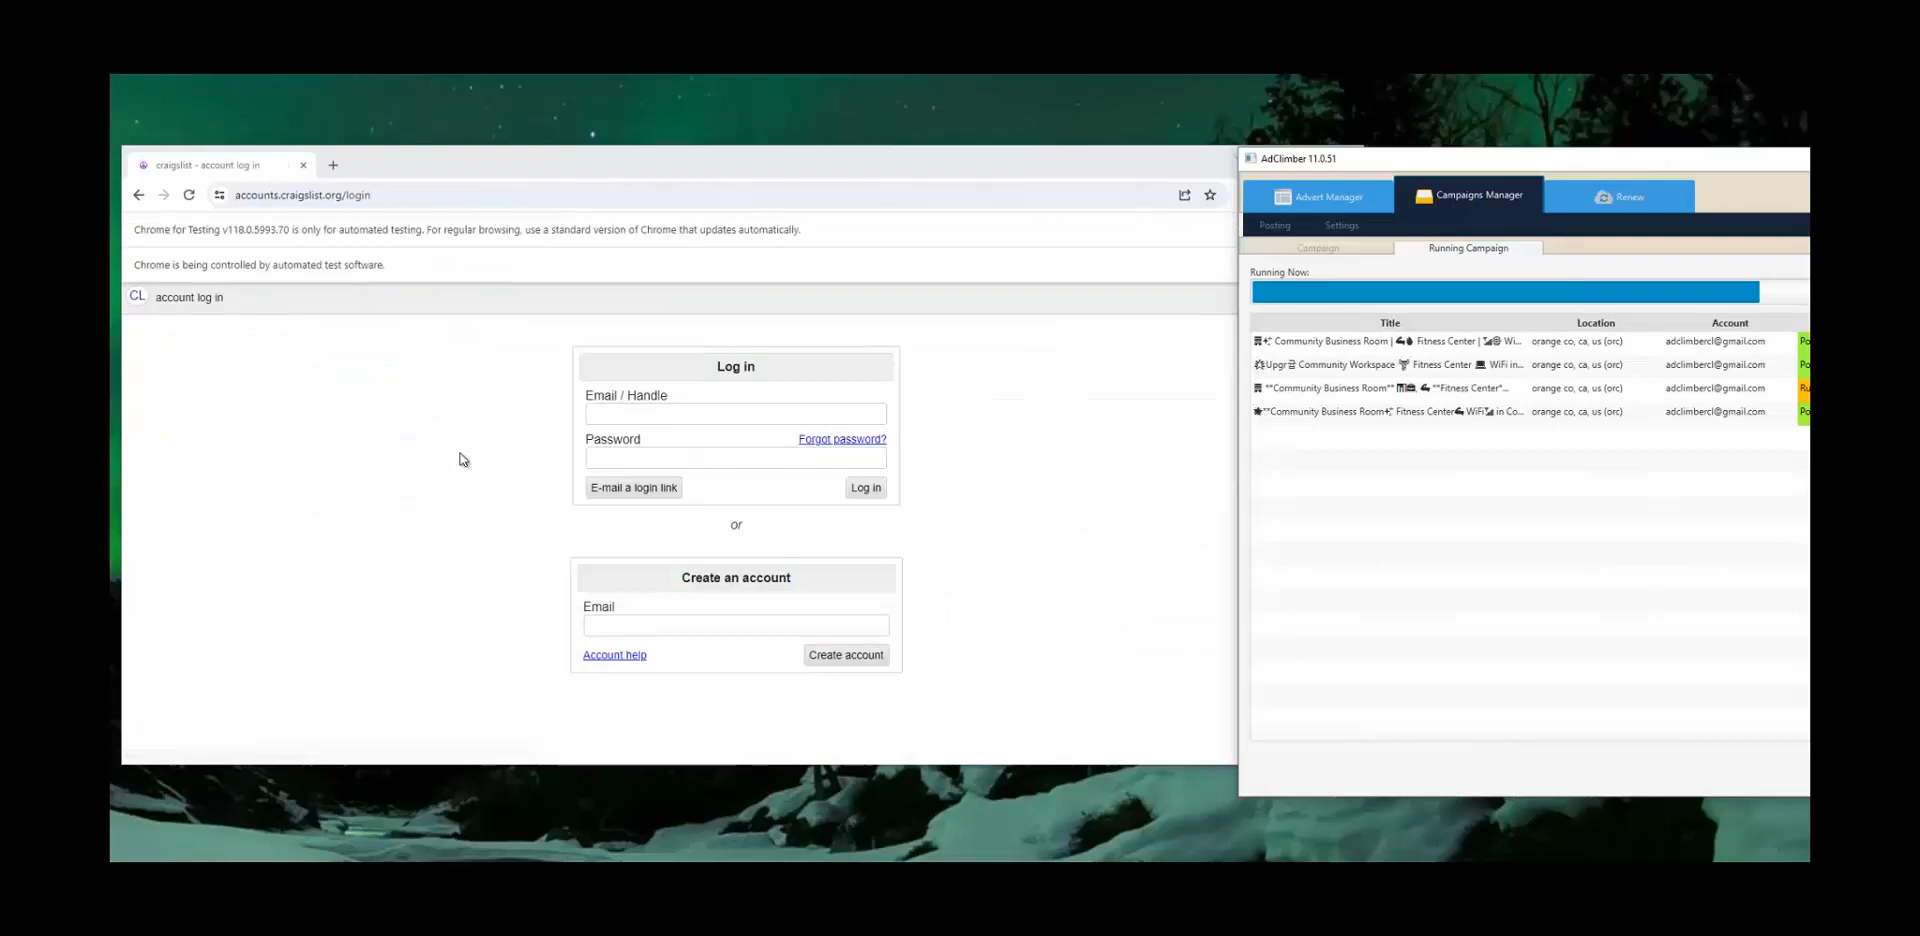 craigslist - account log in
accounts.craigslist.org/login
Chrome for Testing v118.0.5993.70 is only for automated testing. For regular browsing, use a standard version of Chrome that updates automatically.
Chrome is being controlled by automated test software.
CL account log in
Log in
Email / Handle
Password Forgot password?
E-mail a login link Log in
or
Create an account
Email
Account help Create account
AdClimber 11.0.51
Advert Manager Campaigns Manager Renew
Posting Settings
Campaign Running Campaign
Running Now:
Title Location Account
Community Business Room | Fitness Center | Wi... orange co, ca, us (orc) adclimbercl@gmail.com Po
Upgr Community Workspace Fitness Center WiFi in... orange co, ca, us (orc) adclimbercl@gmail.com Po
**Community Business Room** , **Fitness Center*... orange co, ca, us (orc) adclimbercl@gmail.com Ru
**Community Business Room Fitness Center WiFi in Co... orange co, ca, us (orc) adclimbercl@gmail.com Po